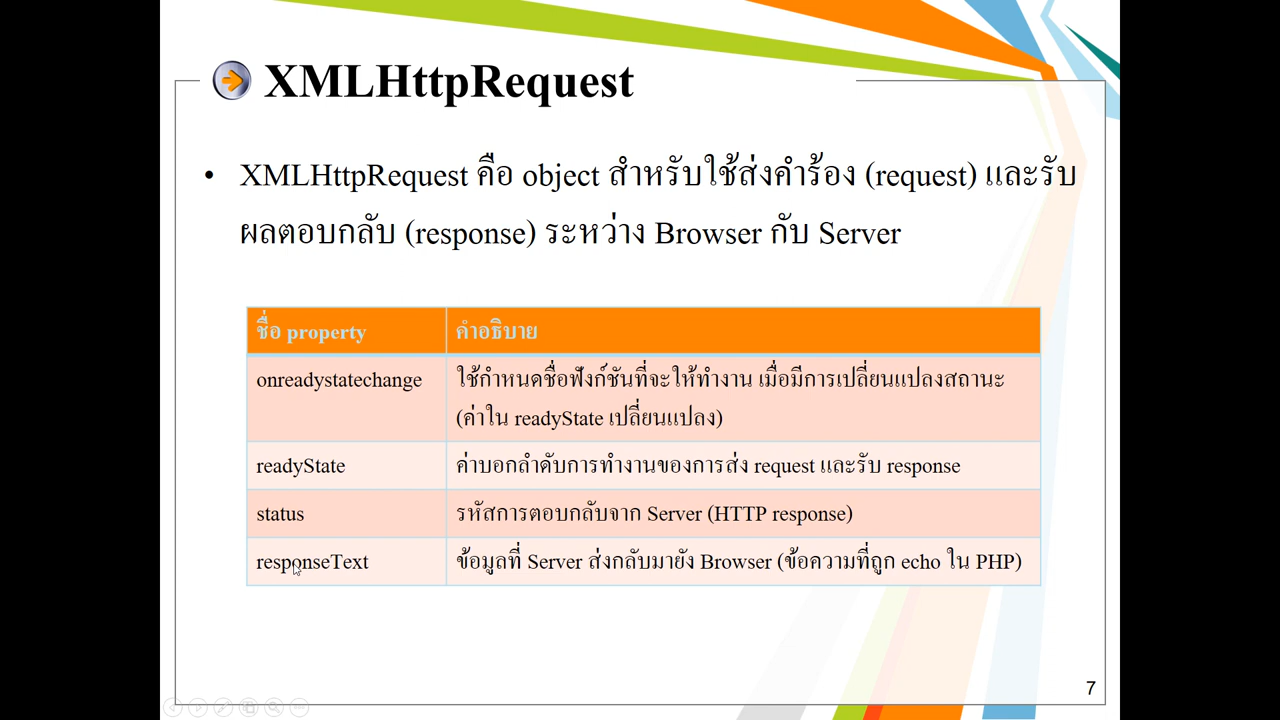 XMLHttpRequest
• XMLHttpRequest คือ object สำหรับใช้ส่งคำร้อง (request) และรับ
ผลตอบกลับ (response) ระหว่าง Browser กับ Server
ชื่อ property คำอธิบาย
onreadystatechange ใช้กำหนดชื่อฟังก์ชันที่จะให้ทำงาน เมื่อมีการเปลี่ยนแปลงสถานะ
(ค่าใน readyState เปลี่ยนแปลง)
readyState ค่าบอกลำดับการทำงานของการส่ง request และรับ response
status รหัสการตอบกลับจาก Server (HTTP response)
responseText ข้อมูลที่ Server ส่งกลับมายัง Browser (ข้อความที่ถูก echo ใน PHP)
7